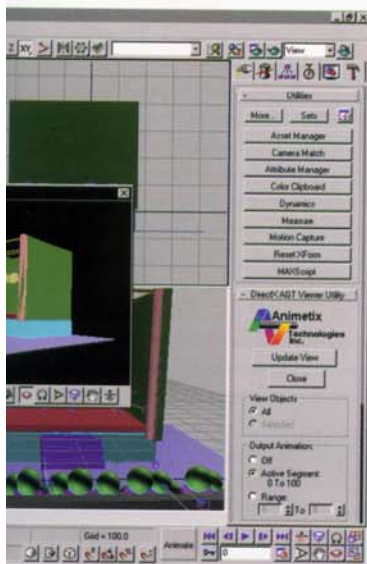 XY
View
Utilities
More...
Sets
Asset Manager
Camera Match
Attribute Manager
Color Clipboard
Dynamics
Measure
Motion Capture
Reset XForm
MAXScript
- DirectX AGT Viewer Utility
Animetix
Technologies
Inc.
Update View
Close
View Objects
All
Selected
Output Animation:
Off
Active Segment:
0 To 100
Range:
To
Grid = 100.0
Animate
0